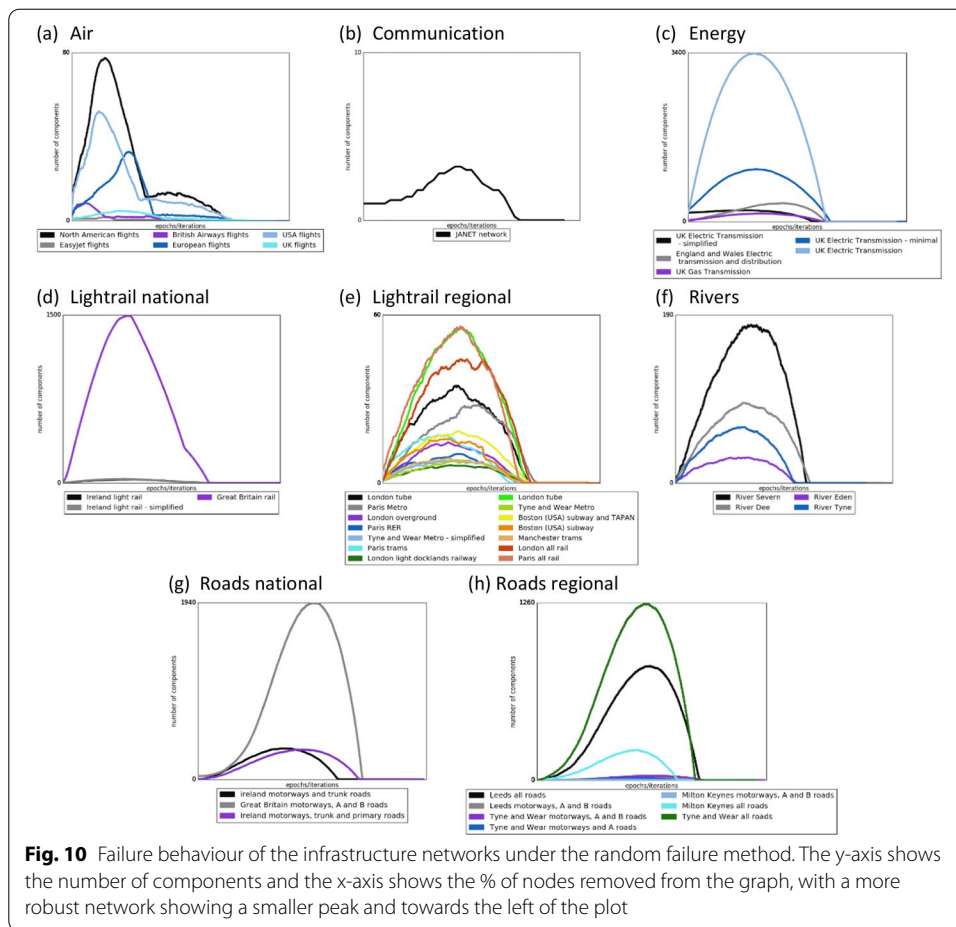 (a) Air
80
number of components
0
epochs/iterations
North American flights
British Airways flights
USA flights
Easyjet flights
European flights
UK flights
(b) Communication
10
number of components
0
epochs/iterations
JANET network
(c) Energy
3400
number of components
0
epochs/iterations
UK Electric Transmission
- simplified
England and Wales Electric
transmission and distribution
UK Gas Transmission
UK Electric Transmission - minimal
UK Electric Transmission
(d) Lightrail national
1500
number of components
0
epochs/iterations
Ireland light rail
Great Britain rail
Ireland light rail - simplified
(e) Lightrail regional
60
number of components
0
epochs/iterations
London tube
Paris Metro
London overground
Paris RER
Tyne and Wear Metro - simplified
Paris trams
London light docklands railway
London tube
Tyne and Wear Metro
Boston (USA) subway and TAPAN
Boston (USA) subway
Manchester trams
London all rail
Paris all rail
(f) Rivers
190
number of components
0
epochs/iterations
River Severn
River Eden
River Dee
River Tyne
(g) Roads national
1940
number of components
0
epochs/iterations
Ireland motorways and trunk roads
Great Britain motorways, A and B roads
Ireland motorways, trunk and primary roads
(h) Roads regional
1260
number of components
0
epochs/iterations
Leeds all roads
Leeds motorways, A and B roads
Tyne and Wear motorways, A and B roads
Tyne and Wear motorways and A roads
Milton Keynes motorways, A and B roads
Milton Keynes all roads
Tyne and Wear all roads
Fig. 10 Failure behaviour of the infrastructure networks under the random failure method. The y-axis shows
the number of components and the x-axis shows the % of nodes removed from the graph, with a more
robust network showing a smaller peak and towards the left of the plot